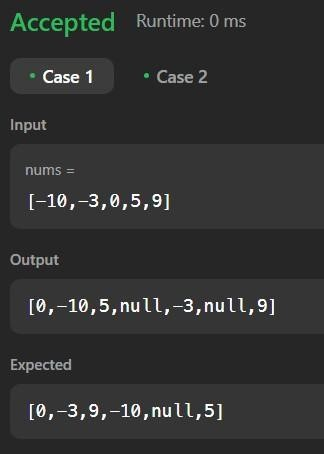 Accepted Runtime: 0 ms
• Case 1 • Case 2
Input
nums =
[-10,-3,0,5,9]
Output
[0,-10,5,null,-3,null,9]
Expected
[0,-3,9,-10,null,5]